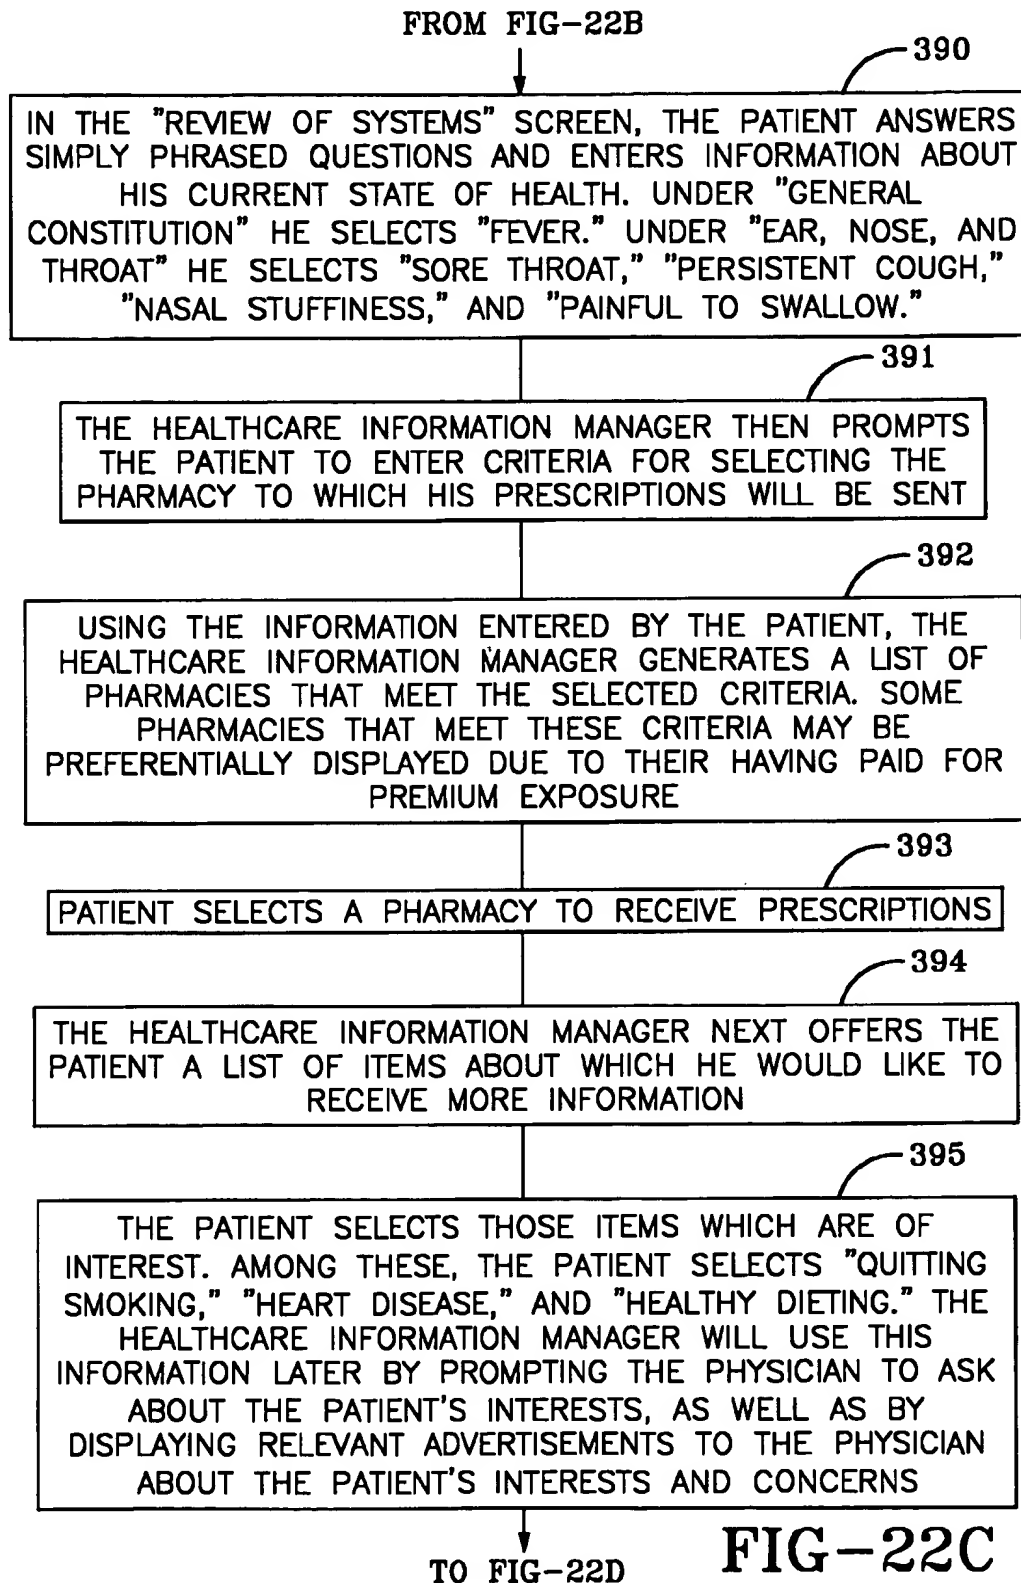 FROM FIG-22B
390
IN THE "REVIEW OF SYSTEMS" SCREEN, THE PATIENT ANSWERS
SIMPLY PHRASED QUESTIONS AND ENTERS INFORMATION ABOUT
HIS CURRENT STATE OF HEALTH. UNDER "GENERAL
CONSTITUTION" HE SELECTS "FEVER." UNDER "EAR, NOSE, AND
THROAT" HE SELECTS "SORE THROAT," "PERSISTENT COUGH,"
"NASAL STUFFINESS," AND "PAINFUL TO SWALLOW."
391
THE HEALTHCARE INFORMATION MANAGER THEN PROMPTS
THE PATIENT TO ENTER CRITERIA FOR SELECTING THE
PHARMACY TO WHICH HIS PRESCRIPTIONS WILL BE SENT
392
USING THE INFORMATION ENTERED BY THE PATIENT, THE
HEALTHCARE INFORMATION MANAGER GENERATES A LIST OF
PHARMACIES THAT MEET THE SELECTED CRITERIA. SOME
PHARMACIES THAT MEET THESE CRITERIA MAY BE
PREFERENTIALLY DISPLAYED DUE TO THEIR HAVING PAID FOR
PREMIUM EXPOSURE
393
PATIENT SELECTS A PHARMACY TO RECEIVE PRESCRIPTIONS
394
THE HEALTHCARE INFORMATION MANAGER NEXT OFFERS THE
PATIENT A LIST OF ITEMS ABOUT WHICH HE WOULD LIKE TO
RECEIVE MORE INFORMATION
395
THE PATIENT SELECTS THOSE ITEMS WHICH ARE OF
INTEREST. AMONG THESE, THE PATIENT SELECTS "QUITTING
SMOKING," "HEART DISEASE," AND "HEALTHY DIETING." THE
HEALTHCARE INFORMATION MANAGER WILL USE THIS
INFORMATION LATER BY PROMPTING THE PHYSICIAN TO ASK
ABOUT THE PATIENT'S INTERESTS, AS WELL AS BY
DISPLAYING RELEVANT ADVERTISEMENTS TO THE PHYSICIAN
ABOUT THE PATIENT'S INTERESTS AND CONCERNS
TO FIG-22D
FIG-22C